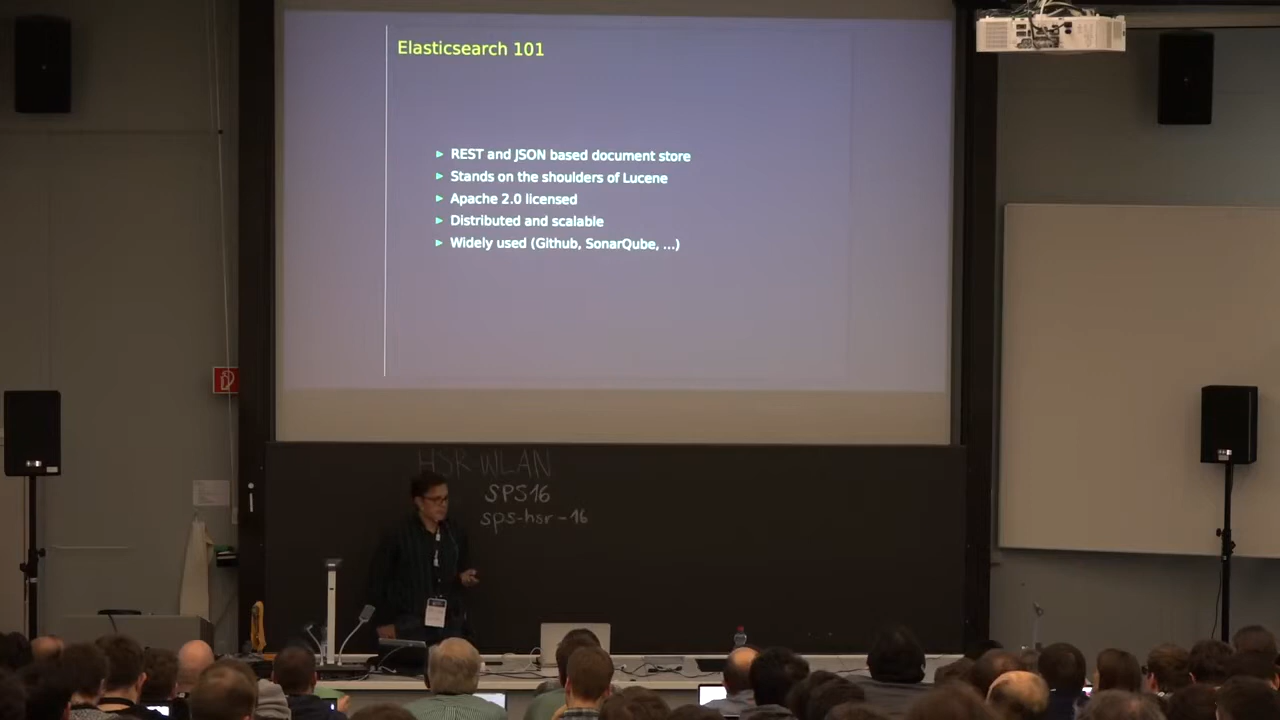 Elasticsearch 101
▶ REST and JSON based document store
▶ Stands on the shoulders of Lucene
▶ Apache 2.0 licensed
▶ Distributed and scalable
▶ Widely used (Github, SonarQube, ...)
HSR WLAN
SPS16
sps-hsr-16